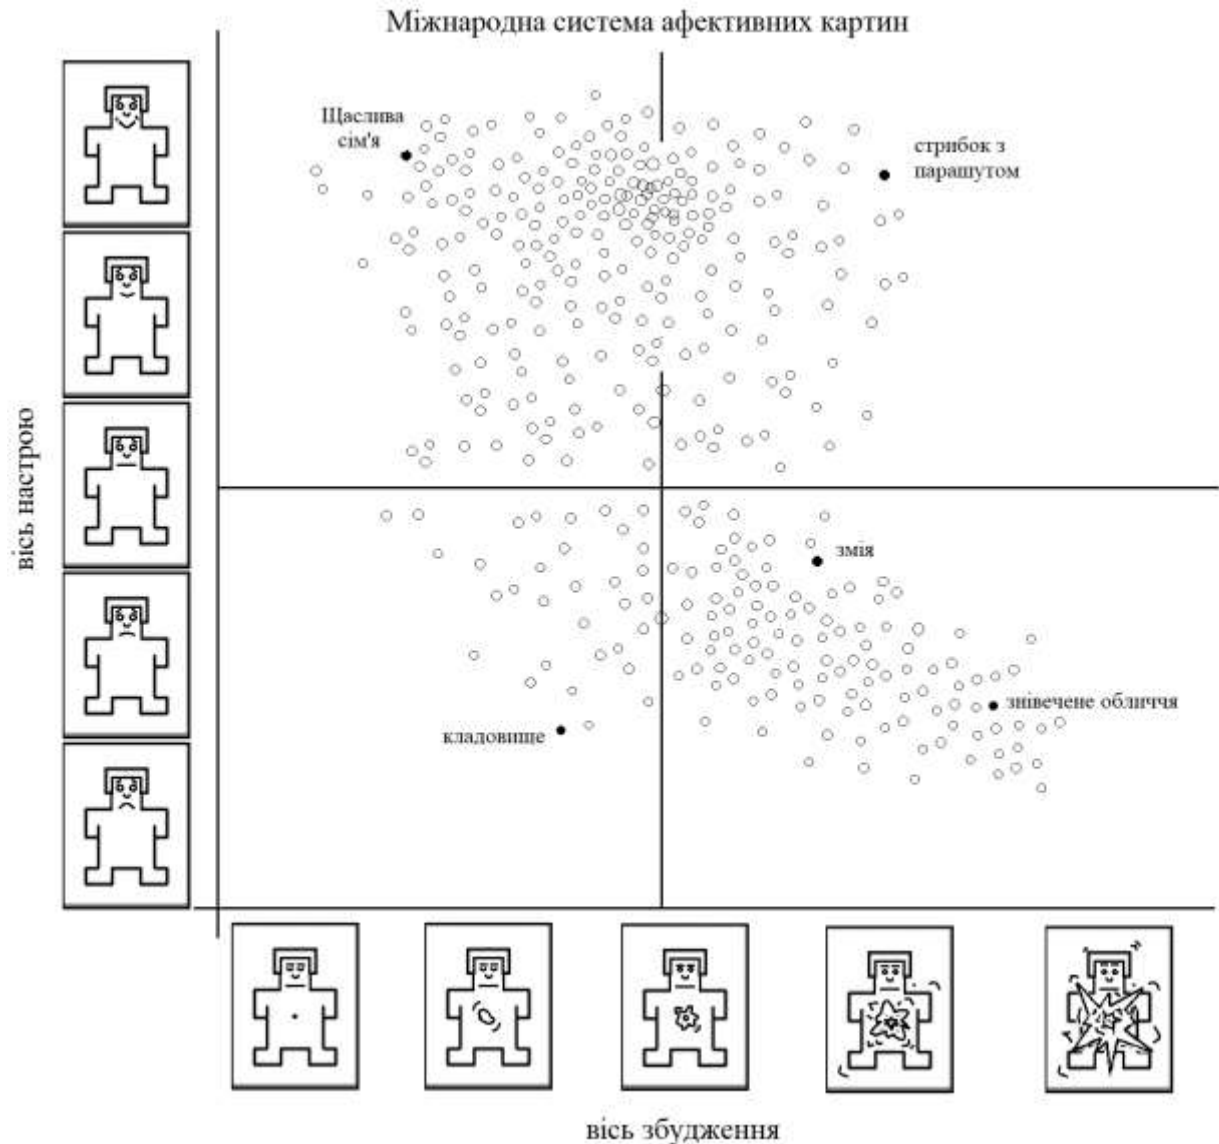 Міжнародна система афективних картин
Щаслива
сім'я
стрибок з
парашутом
вісь настрою
змія
знівечене обличчя
кладовище
вісь збудження